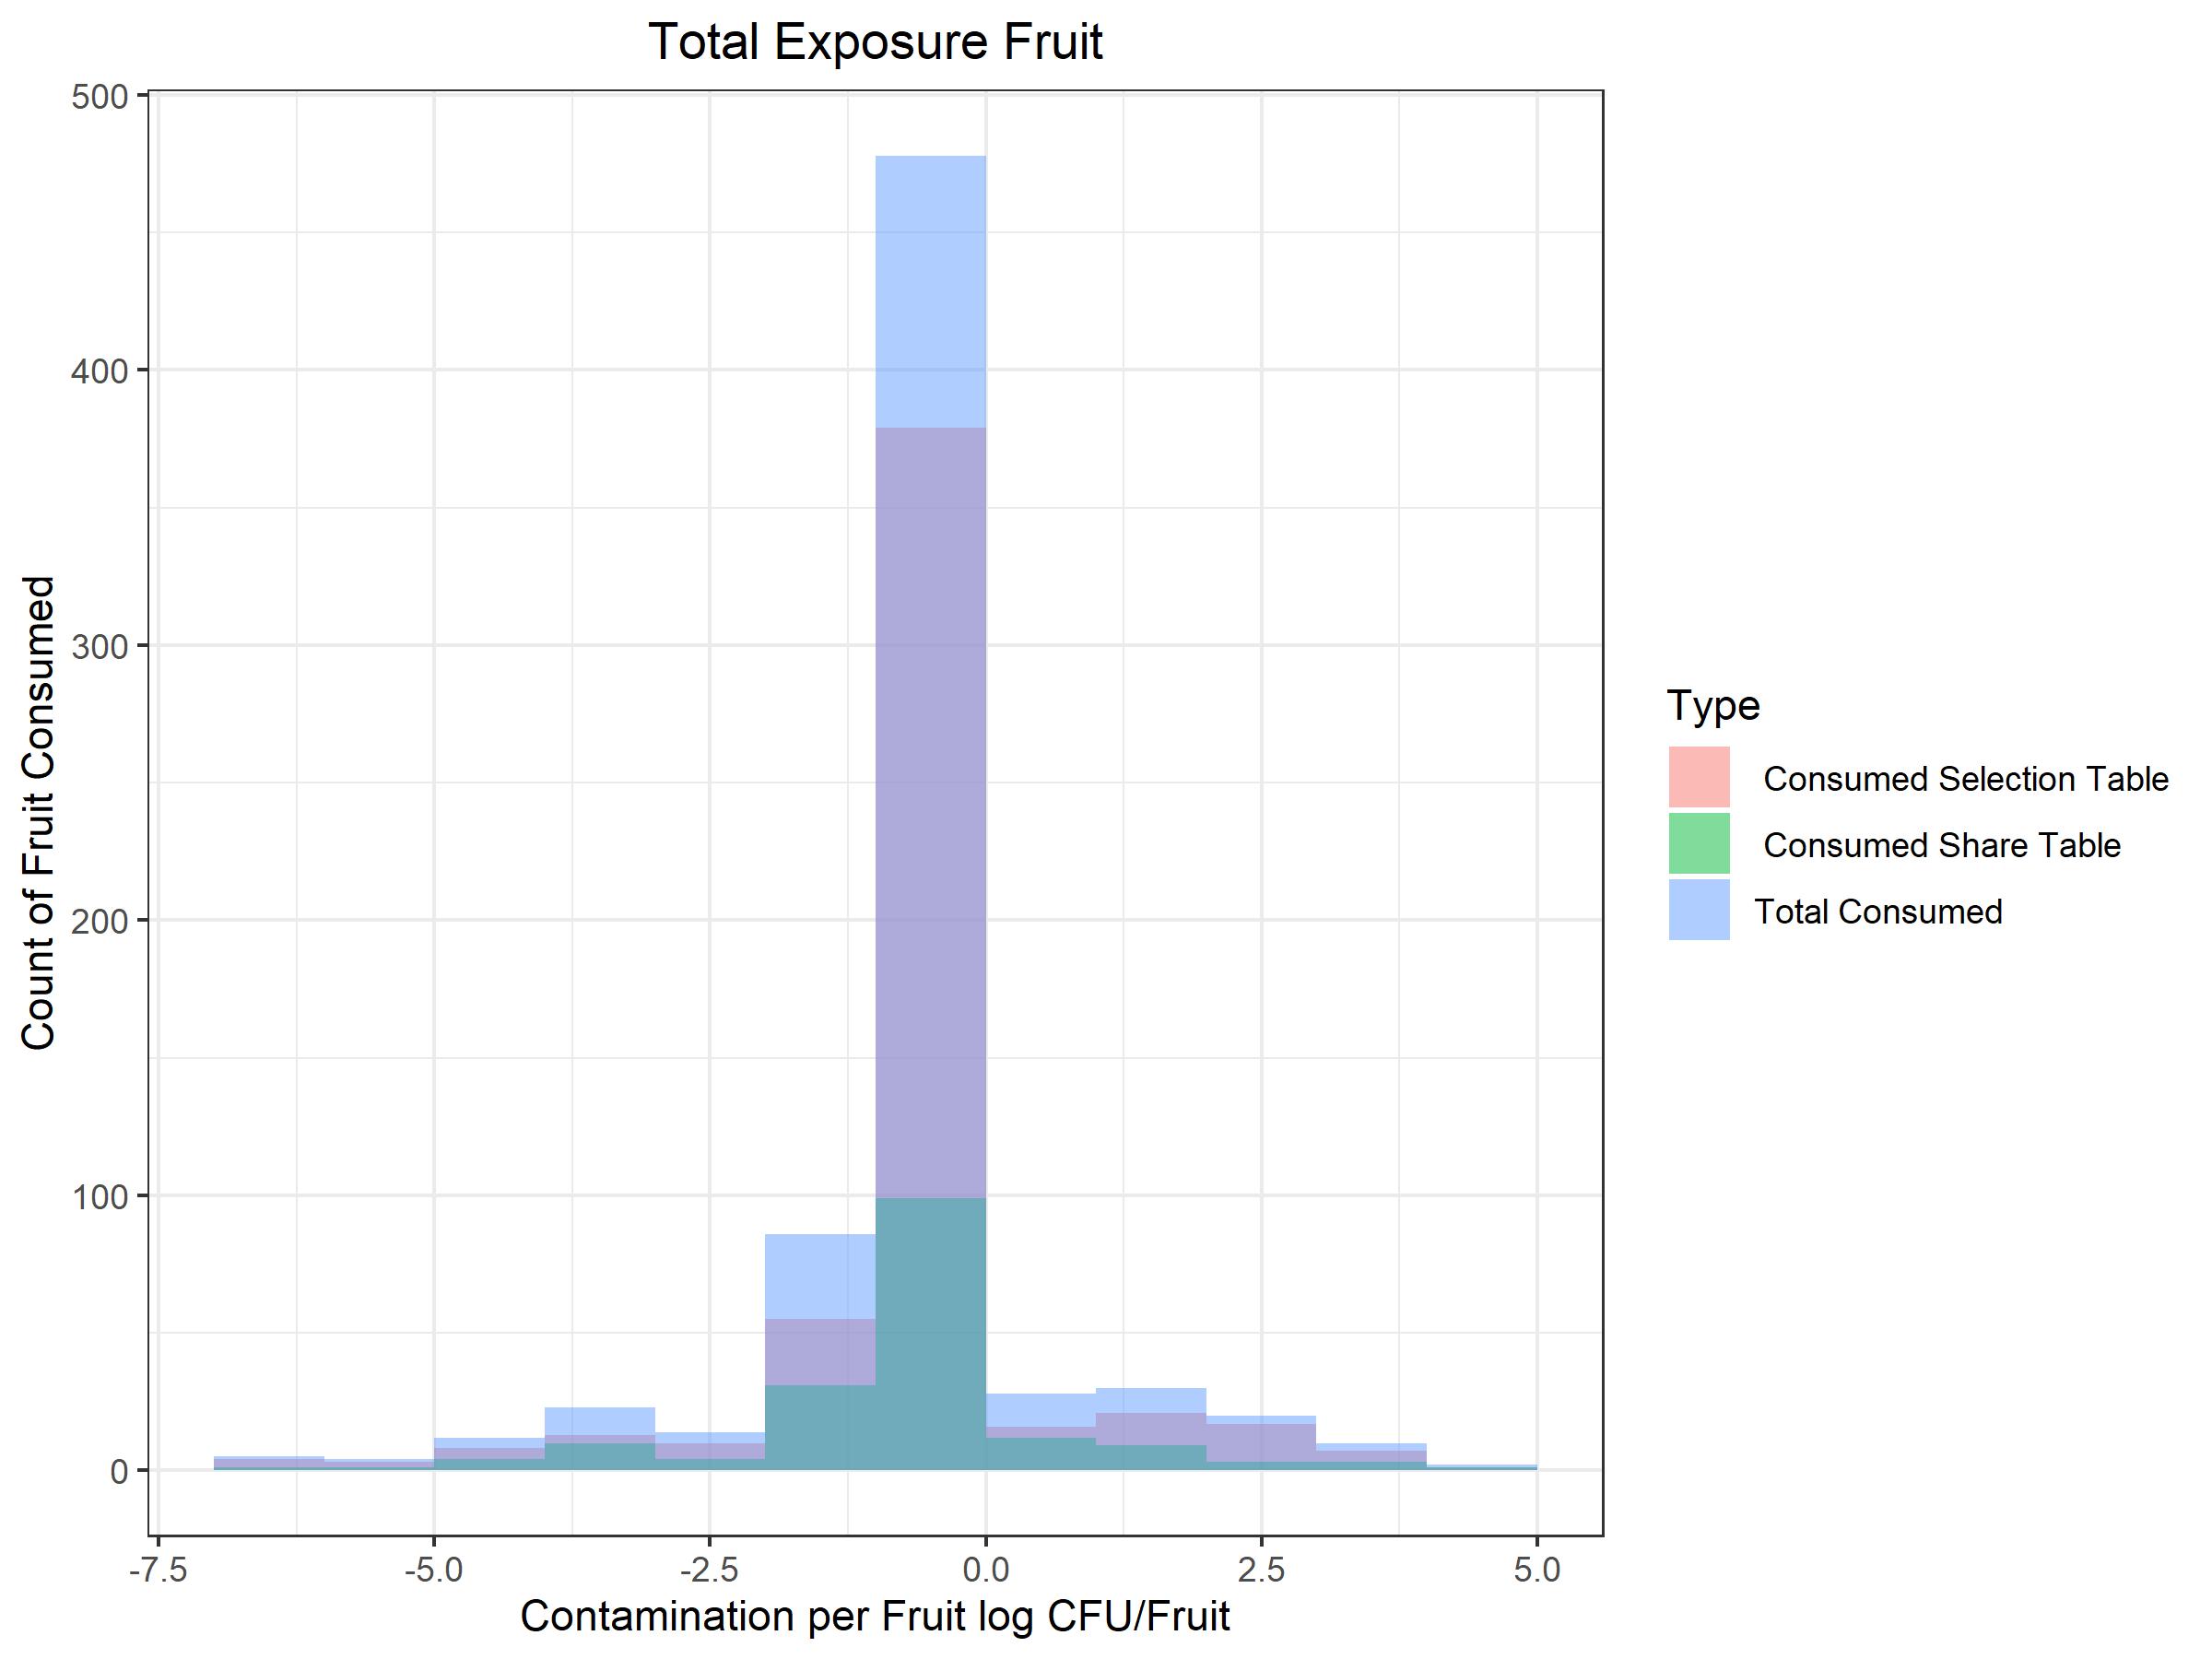 Total Exposure Fruit
500
400
300
200
100
0
Count of Fruit Consumed
-7.5 -5.0 -2.5 0.0 2.5 5.0
Contamination per Fruit log CFU/Fruit
Type
Consumed Selection Table
Consumed Share Table
Total Consumed